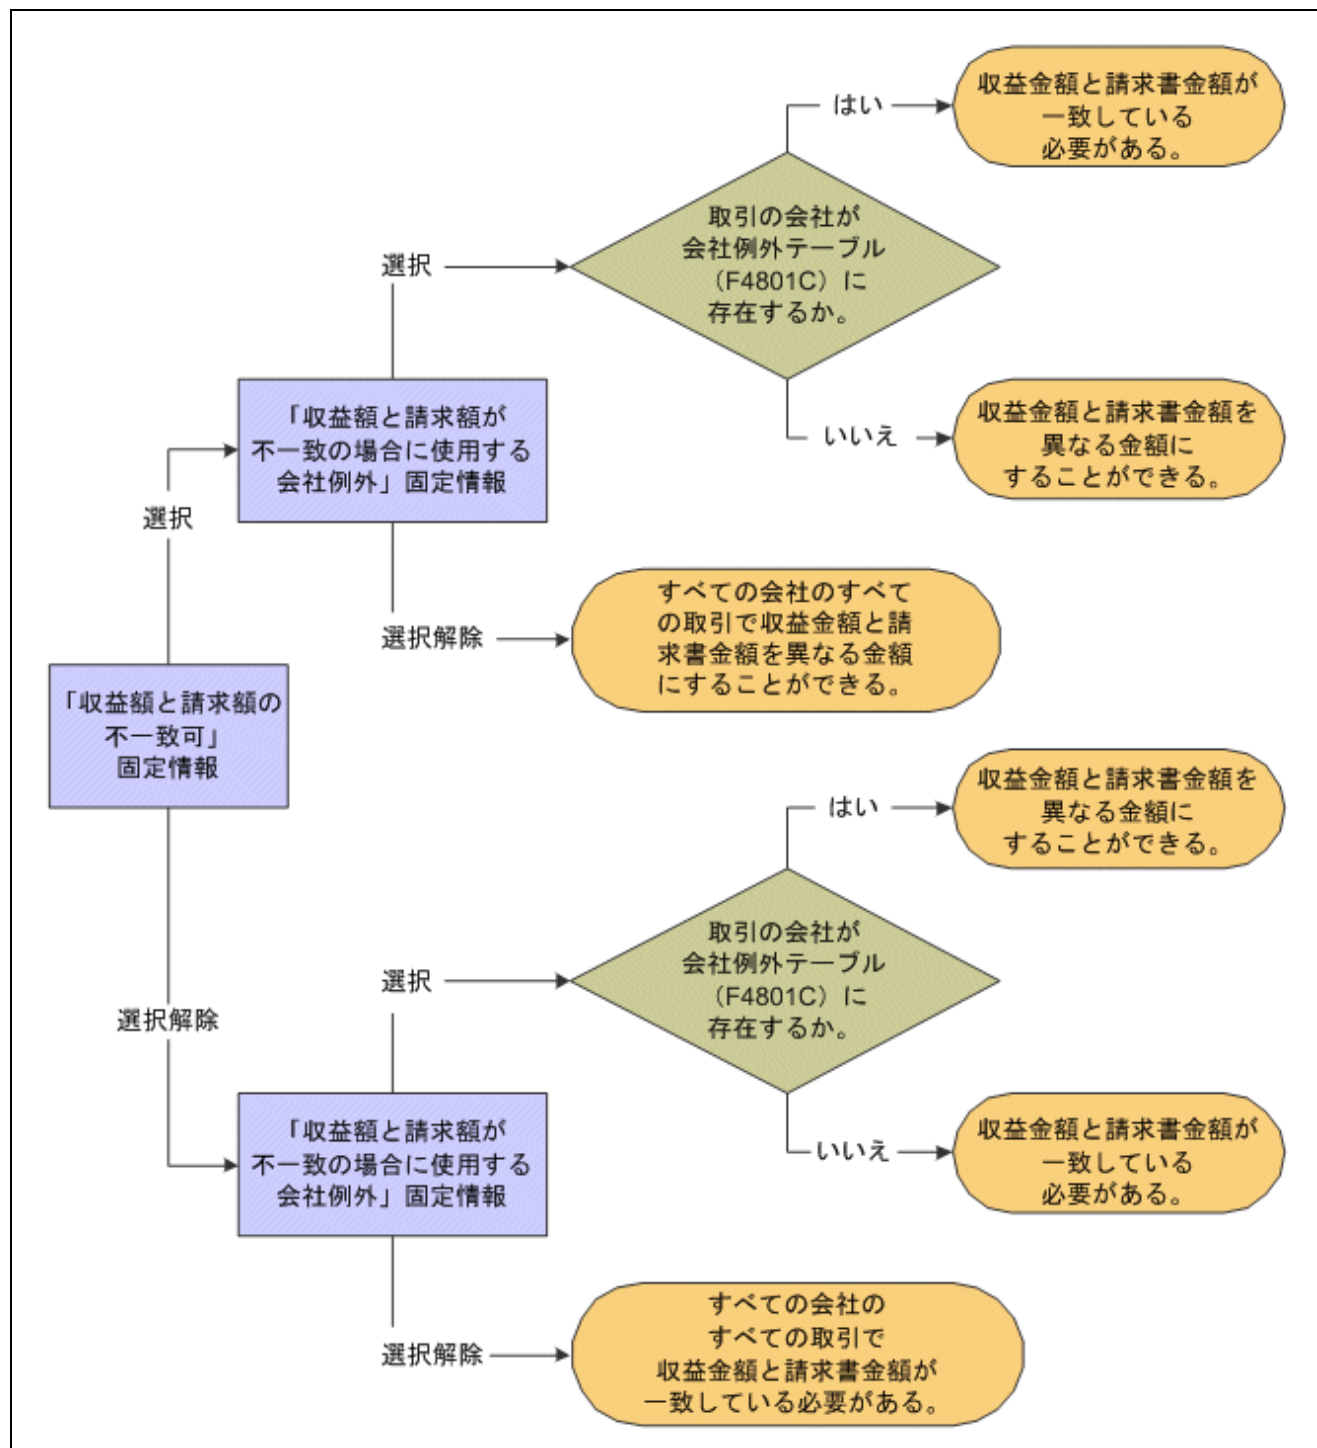 はい
収益金額と請求書金額が
一致している
必要がある。
取引の会社が
会社例外テーブル
（F4801C）に
存在するか。
選択
「収益額と請求額が
不一致の場合に使用する
会社例外」固定情報
いいえ
収益金額と請求書金額を
異なる金額に
することができる。
選択
選択解除
すべての会社のすべて
の取引で収益金額と請
求書金額を異なる金額
にすることができる。
「収益額と請求額の
不一致可」
固定情報
はい
収益金額と請求書金額を
異なる金額に
することができる。
取引の会社が
会社例外テーブル
（F4801C）に
存在するか。
選択
選択解除
「収益額と請求額が
不一致の場合に使用する
会社例外」固定情報
いいえ
収益金額と請求書金額が
一致している
必要がある。
選択解除
すべての会社の
すべての取引で
収益金額と請求書金額が
一致している必要がある。